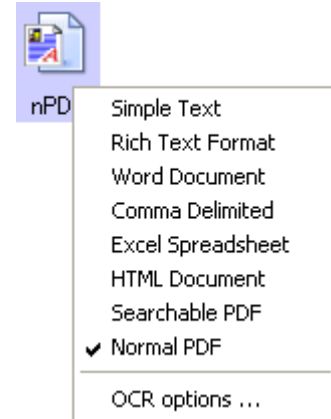 nPD
Simple Text
Rich Text Format
Word Document
Comma Delimited
Excel Spreadsheet
HTML Document
Searchable PDF
Normal PDF
OCR options ...